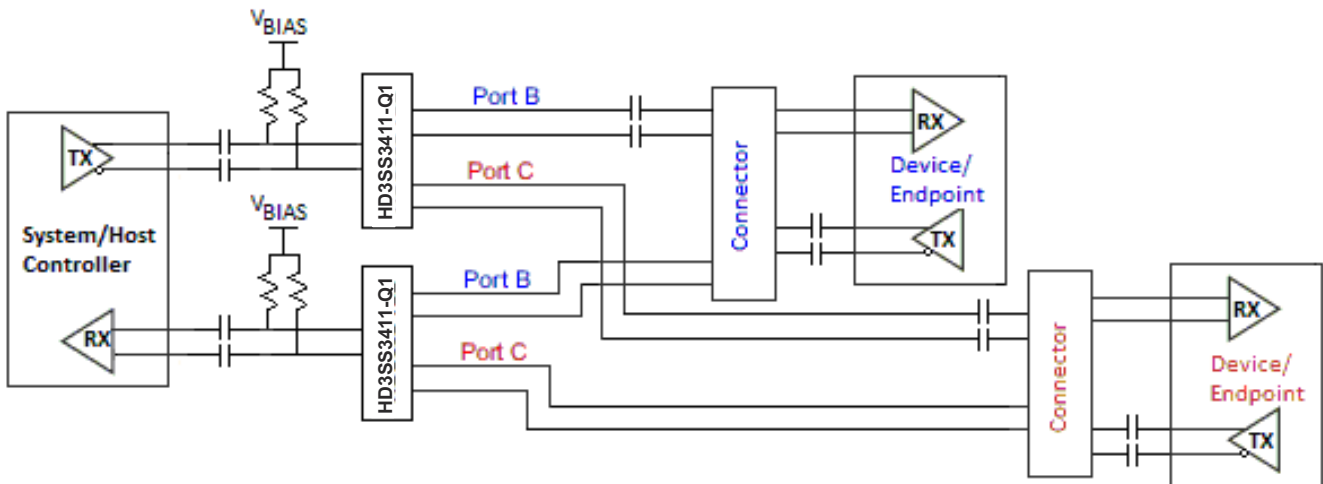 VBIAS
HD3SS3411-Q1
Port B
Port C
TX
System/Host
Controller
RX
VBIAS
HD3SS3411-Q1
Port B
Port C
Connector
RX
Device/
Endpoint
TX
Connector
RX
Device/
Endpoint
TX